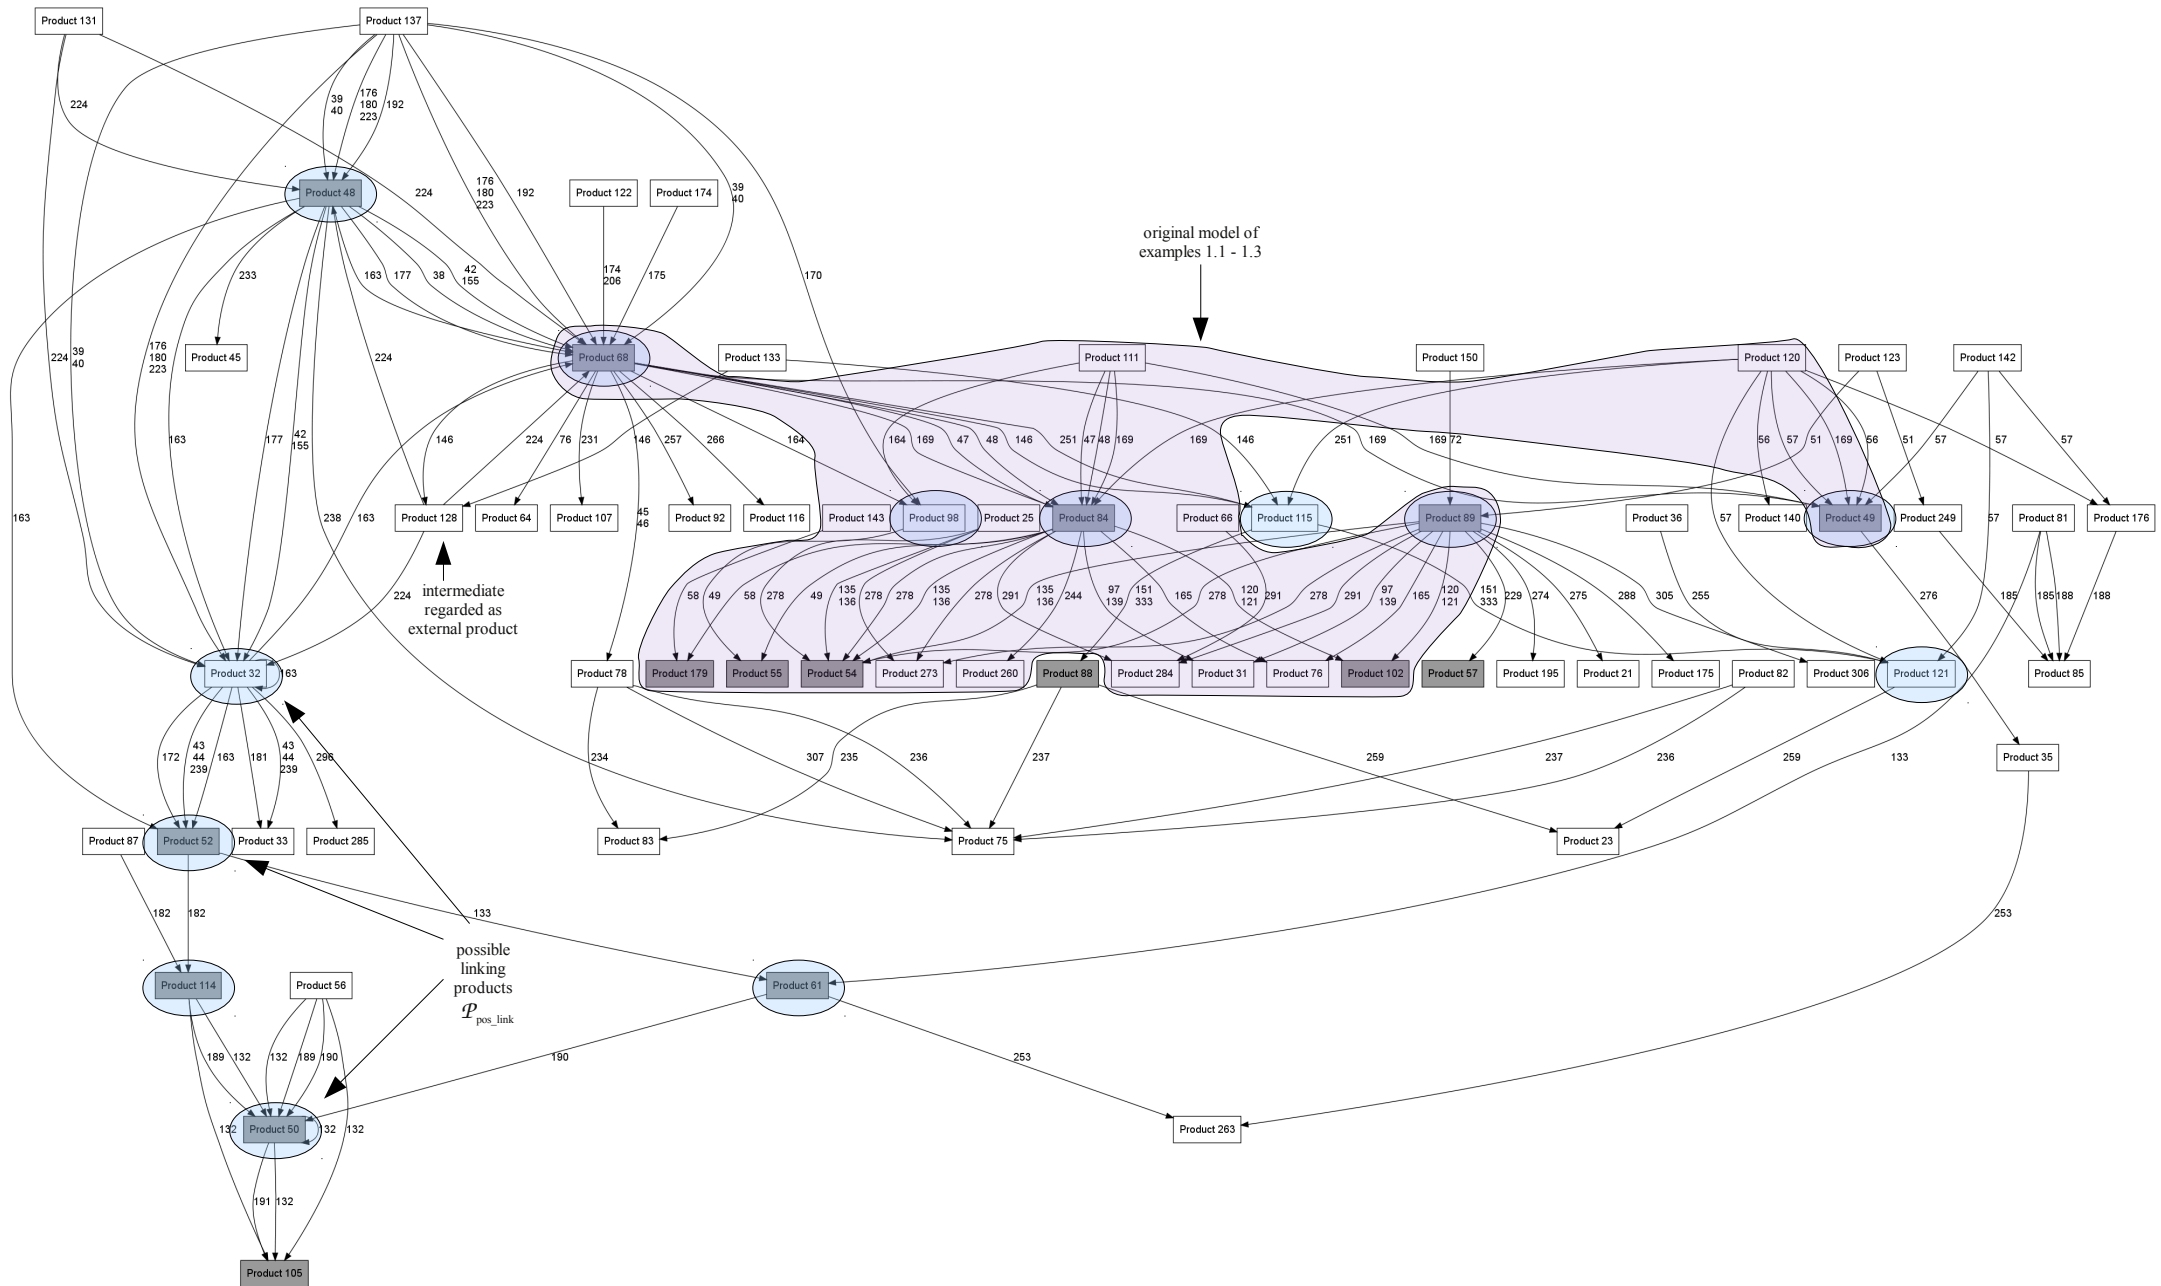 Product 131
Product 137
224
39
40
176
180
223
192
Product 48
224
176
180
223
192
39
40
Product 122
Product 174
original model of
examples 1.1 - 1.3
233
163
177
38
42
155
174
206
175
170
Product 45
224
39
40
176
180
223
224
Product 68
Product 133
Product 111
Product 150
Product 120
Product 123
Product 142
163
177
42
155
163
146
224
76
231
146
257
266
164
164
169
47
48
146
251
47
48
169
169
146
251
169
169
72
56
57
169
56
51
51
57
57
163
238
Product 128
Product 64
Product 107
45
46
Product 92
Product 116
Product 143
Product 98
Product 25
Product 84
Product 66
Product 115
Product 89
Product 36
57
Product 140
Product 49
Product 249
57
Product 81
Product 176
intermediate
regarded as
external product
224
58
49
58
278
49
135
136
278
278
135
136
278
291
244
97
139
165
120
121
291
135
136
151
333
278
278
291
97
139
165
120
121
151
333
229
274
275
288
305
255
276
185
185
188
188
Product 32
163
Product 78
Product 179
Product 55
Product 54
Product 273
Product 260
Product 88
Product 284
Product 31
Product 76
Product 102
Product 57
Product 195
Product 21
Product 175
Product 82
Product 306
Product 121
Product 85
172
43
44
239
163
181
43
44
239
296
234
307
236
235
237
259
237
236
259
133
Product 35
Product 87
Product 52
Product 33
Product 285
Product 83
Product 75
Product 23
182
182
133
253
possible
linking
products
𝒫pos_link
Product 114
Product 56
Product 61
189
132
132
189
190
190
253
132
Product 50
132
132
Product 263
191
132
Product 105